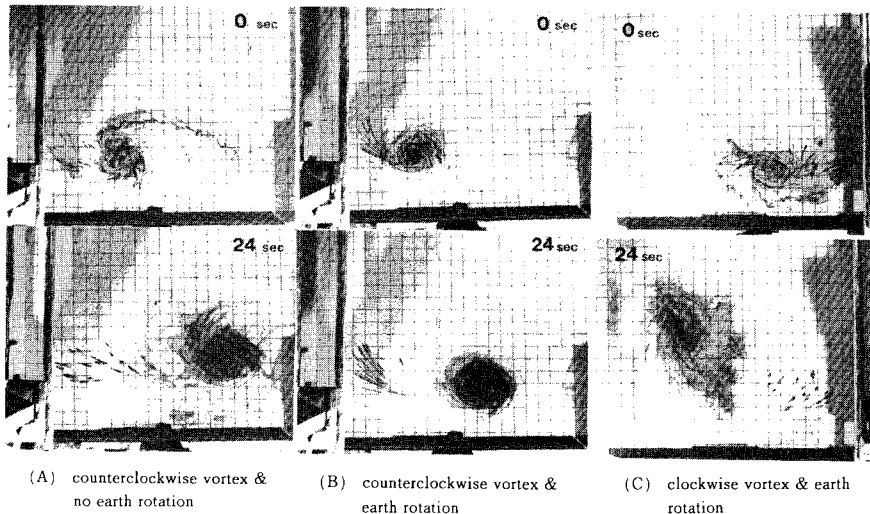 0 sec
0 sec
0 sec
24 sec
24 sec
24 sec
(A) counterclockwise vortex &
no earth rotation
(B) counterclockwise vortex &
earth rotation
(C) clockwise vortex & earth
rotation